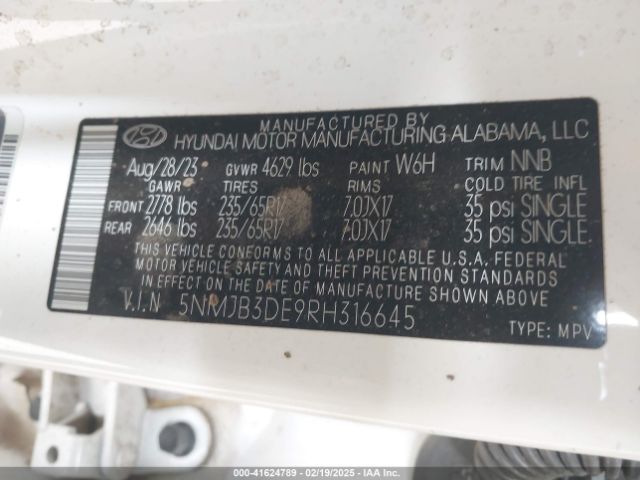 MANUFACTURED BY
HYUNDAI MOTOR MANUFACTURING ALABAMA, LLC
Aug/28/23 GVWR 4629 lbs PAINT W6H TRIM NNB
GAWR TIRES RIMS COLD TIRE INFL
FRONT 2778 lbs 235/65R17 7.0JX17 35 psi SINGLE
REAR 2646 lbs 235/65R17 7.0JX17 35 psi SINGLE
THIS VEHICLE CONFORMS TO ALL APPLICABLE U.S.A. FEDERAL
MOTOR VEHICLE SAFETY AND THEFT PREVENTION STANDARDS
IN EFFECT ON THE DATE OF MANUFACTURE SHOWN ABOVE.
V.I.N 5NMJB3DE9RH316645
TYPE: MPV
000-41624789 - 02/19/2025 - IAA Inc.